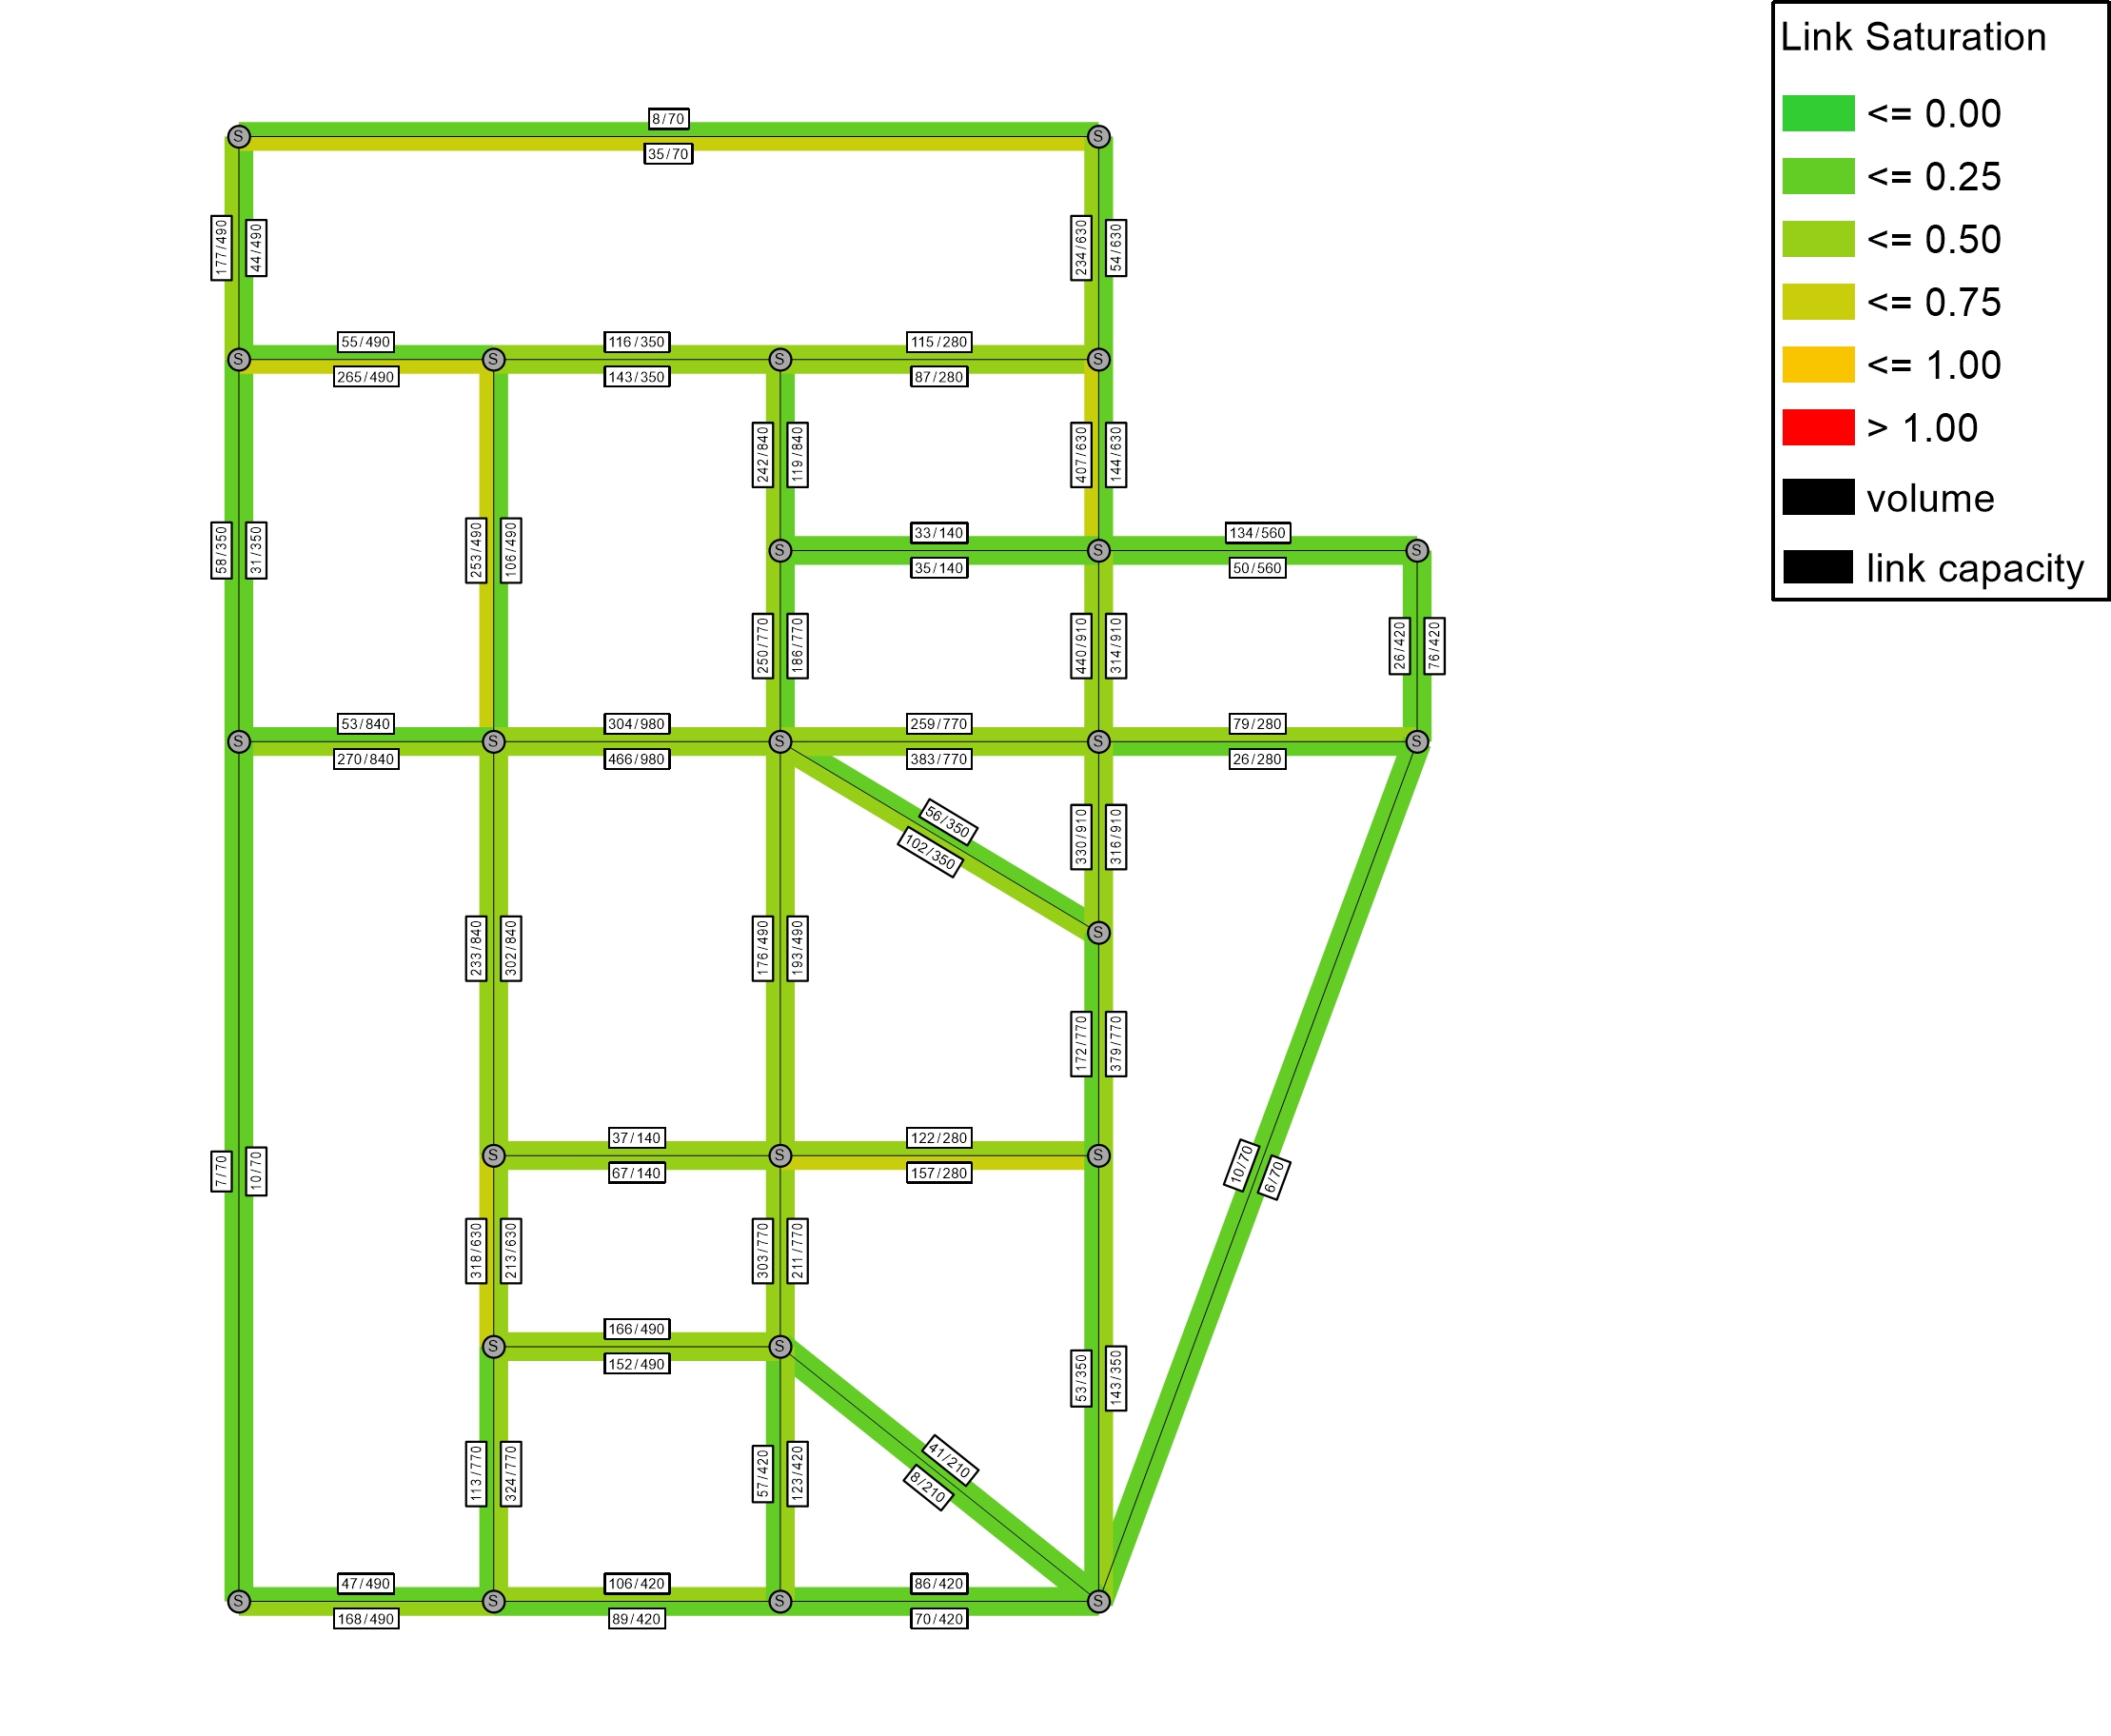 Link Saturation
<= 0.00
<= 0.25
<= 0.50
<= 0.75
<= 1.00
> 1.00
volume
link capacity
8/70
S S
35/70
177/490 44/490 234/630 54/630
55/490 116/350 115/280
S S S S
265/490 143/350 87/280
242/840 119/840 407/630 144/630
33/140 134/560
58/350 31/350 253/490 106/490 S S S
35/140 50/560
250/770 186/770 440/910 314/910 26/420 76/420
53/840 304/980 259/770 79/280
S S S S S
270/840 466/980 383/770 26/280
56/350
102/350
330/910 316/910
S
233/840 302/840 176/490 193/490
172/770 379/770
37/140 122/280
S S S
67/140 157/280
7/70 10/70
10/70 6/70
318/630 213/630 303/770 211/770
166/490
S S
152/490
53/350 143/350
41/210
8/210
113/770 324/770 57/420 123/420
47/490 106/420 86/420
S S S S
168/490 89/420 70/420